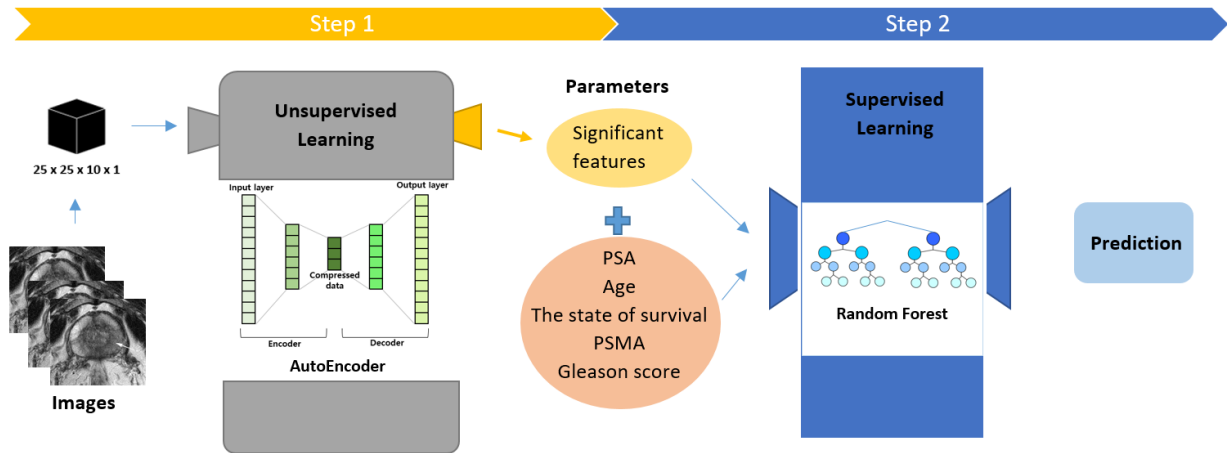 Step 1
Step 2
25 x 25 x 10 x 1
Images
Unsupervised
Learning
Input layer
Output layer
Compressed
data
Encoder
Decoder
AutoEncoder
Parameters
Significant
features
PSA
Age
The state of survival
PSMA
Gleason score
Supervised
Learning
Random Forest
Prediction